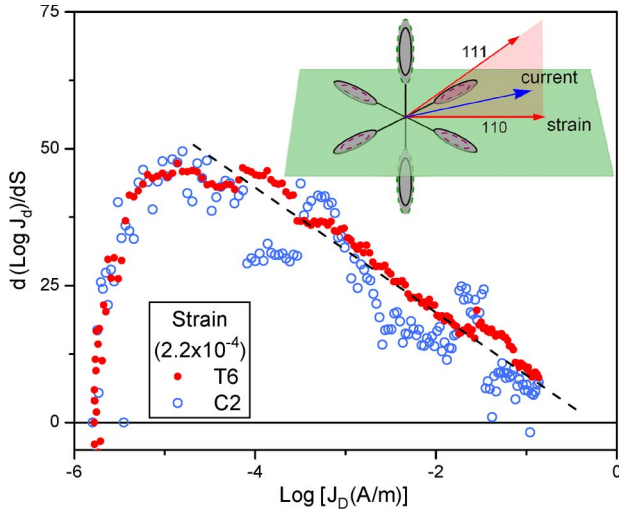 75
50
25
0
-6
-4
-2
0
d (Log J_d)/dS
Log [J_D(A/m)]
111
current
110
strain
Strain
(2.2x10⁻⁴)
T6
C2